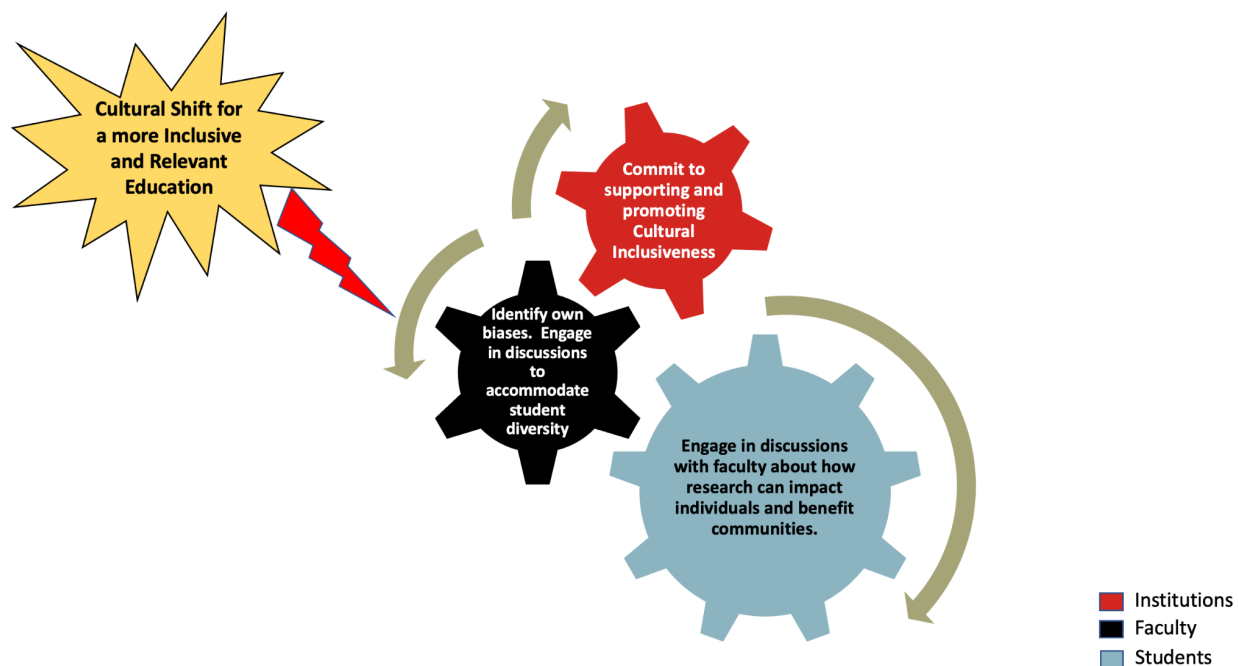 Cultural Shift for
a more Inclusive
and Relevant
Education
Commit to
supporting and
promoting
Cultural
Inclusiveness
Identify own
biases.  Engage
in discussions
to
accommodate
student
diversity
Engage in discussions
with faculty about how
research can impact
individuals and benefit
communities.
Institutions
Faculty
Students